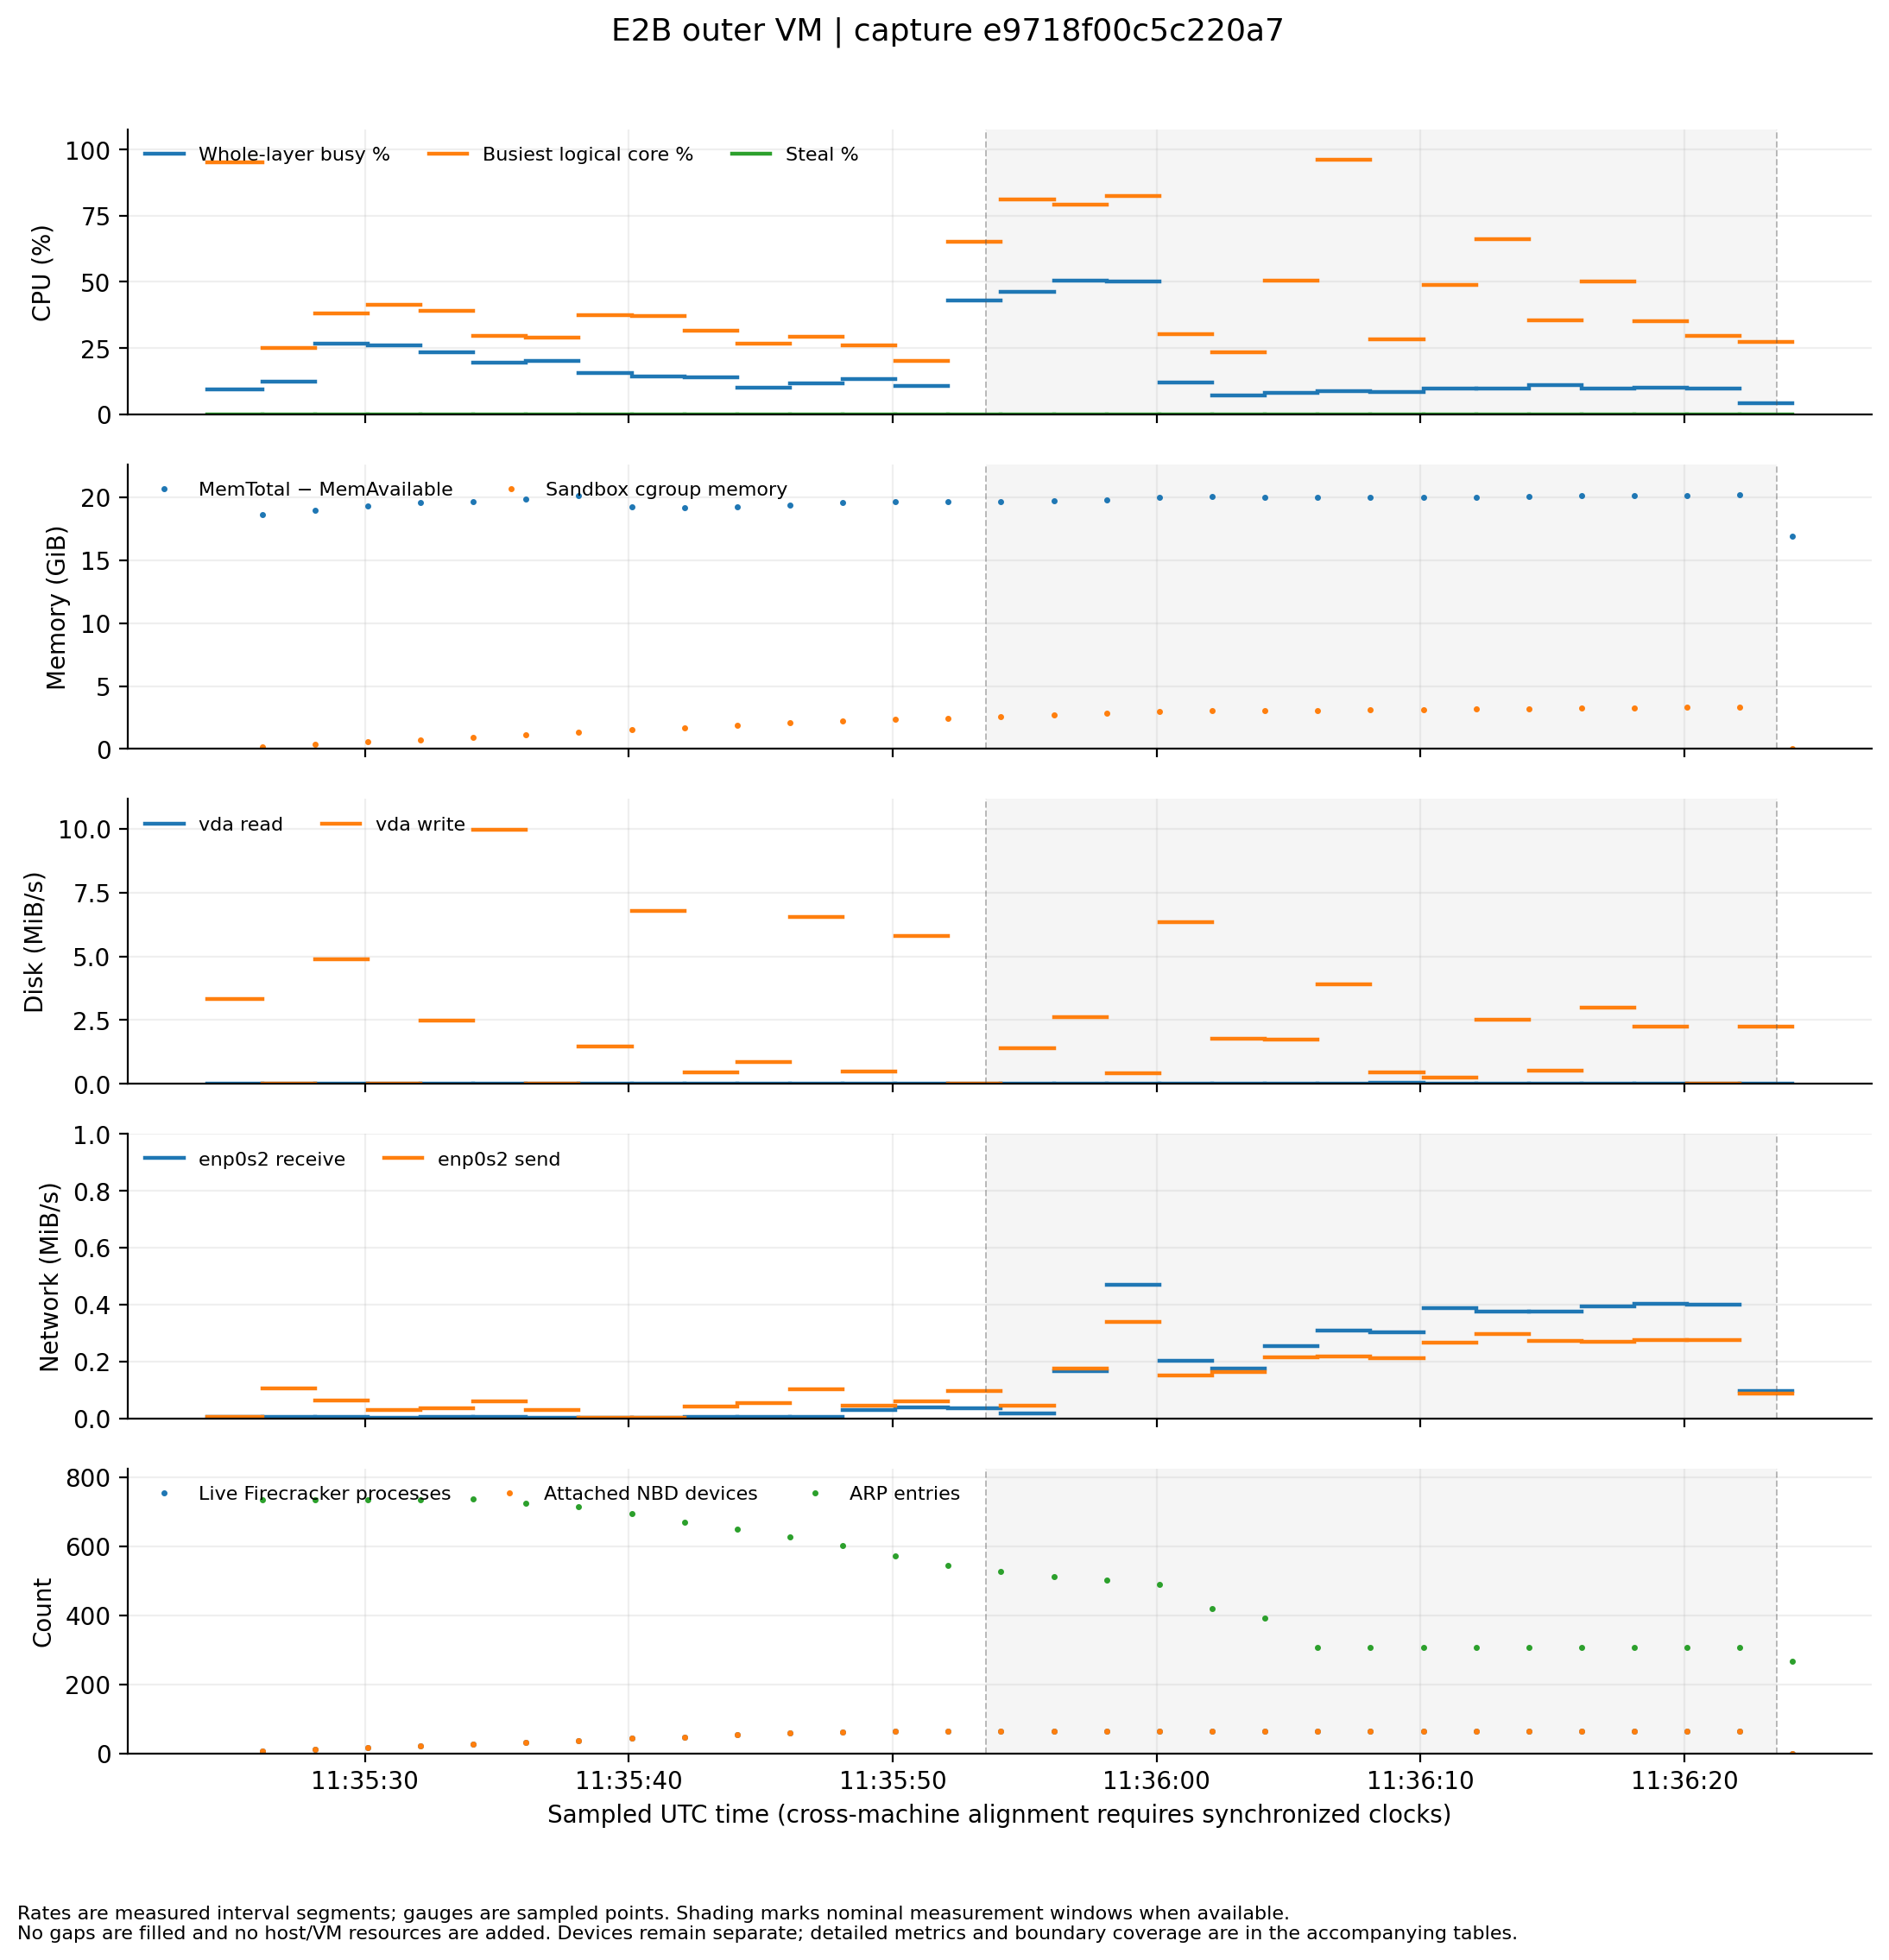 E2B outer VM | capture e9718f00c5c220a7
Whole-layer busy %
Busiest logical core %
Steal %
CPU (%)
100
75
50
25
0
MemTotal − MemAvailable
Sandbox cgroup memory
Memory (GiB)
20
15
10
5
0
vda read
vda write
Disk (MiB/s)
10.0
7.5
5.0
2.5
0.0
enp0s2 receive
enp0s2 send
Network (MiB/s)
1.0
0.8
0.6
0.4
0.2
0.0
Live Firecracker processes
Attached NBD devices
ARP entries
Count
800
600
400
200
0
11:35:30
11:35:40
11:35:50
11:36:00
11:36:10
11:36:20
Sampled UTC time (cross-machine alignment requires synchronized clocks)
Rates are measured interval segments; gauges are sampled points. Shading marks nominal measurement windows when available.
No gaps are filled and no host/VM resources are added. Devices remain separate; detailed metrics and boundary coverage are in the accompanying tables.